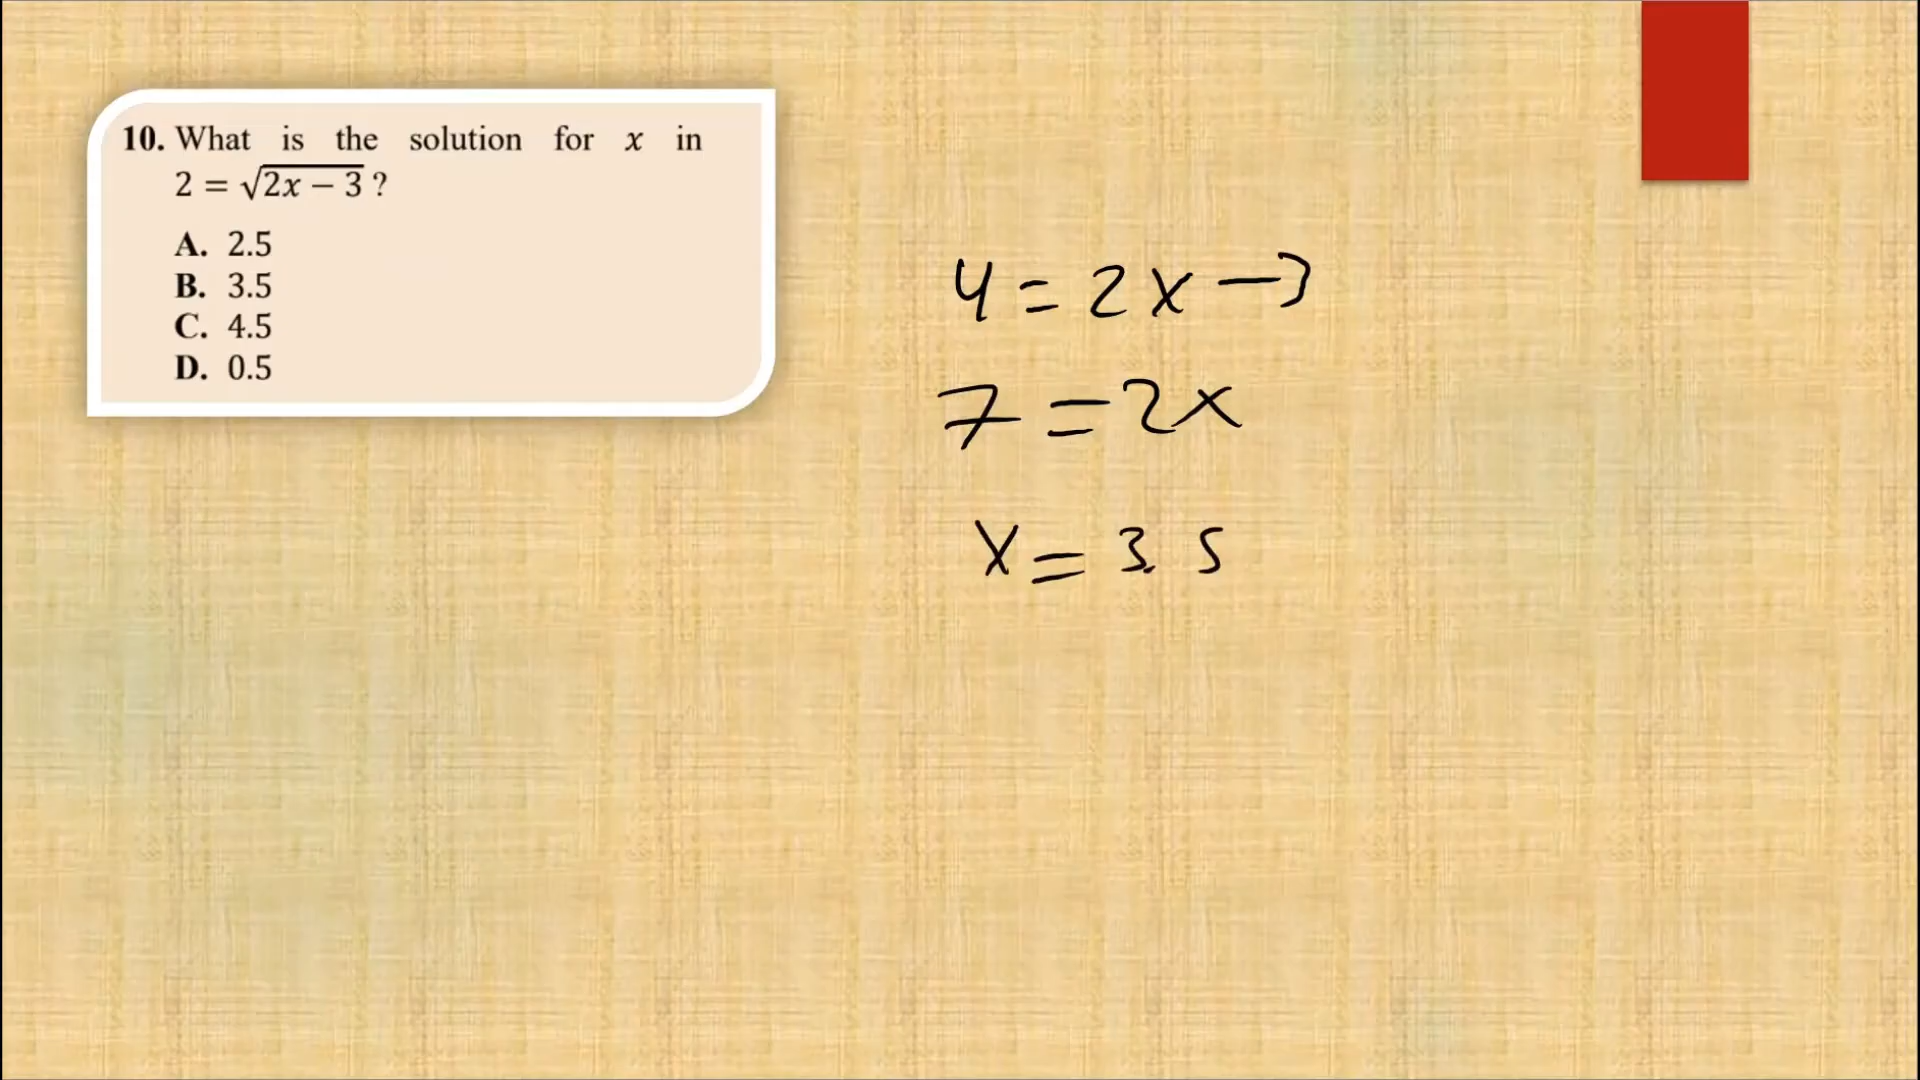 10. What is the solution for x in
2 = √2x − 3 ?
A. 2.5
B. 3.5
C. 4.5
D. 0.5
4 = 2x − 3
7 = 2x
x = 3.5